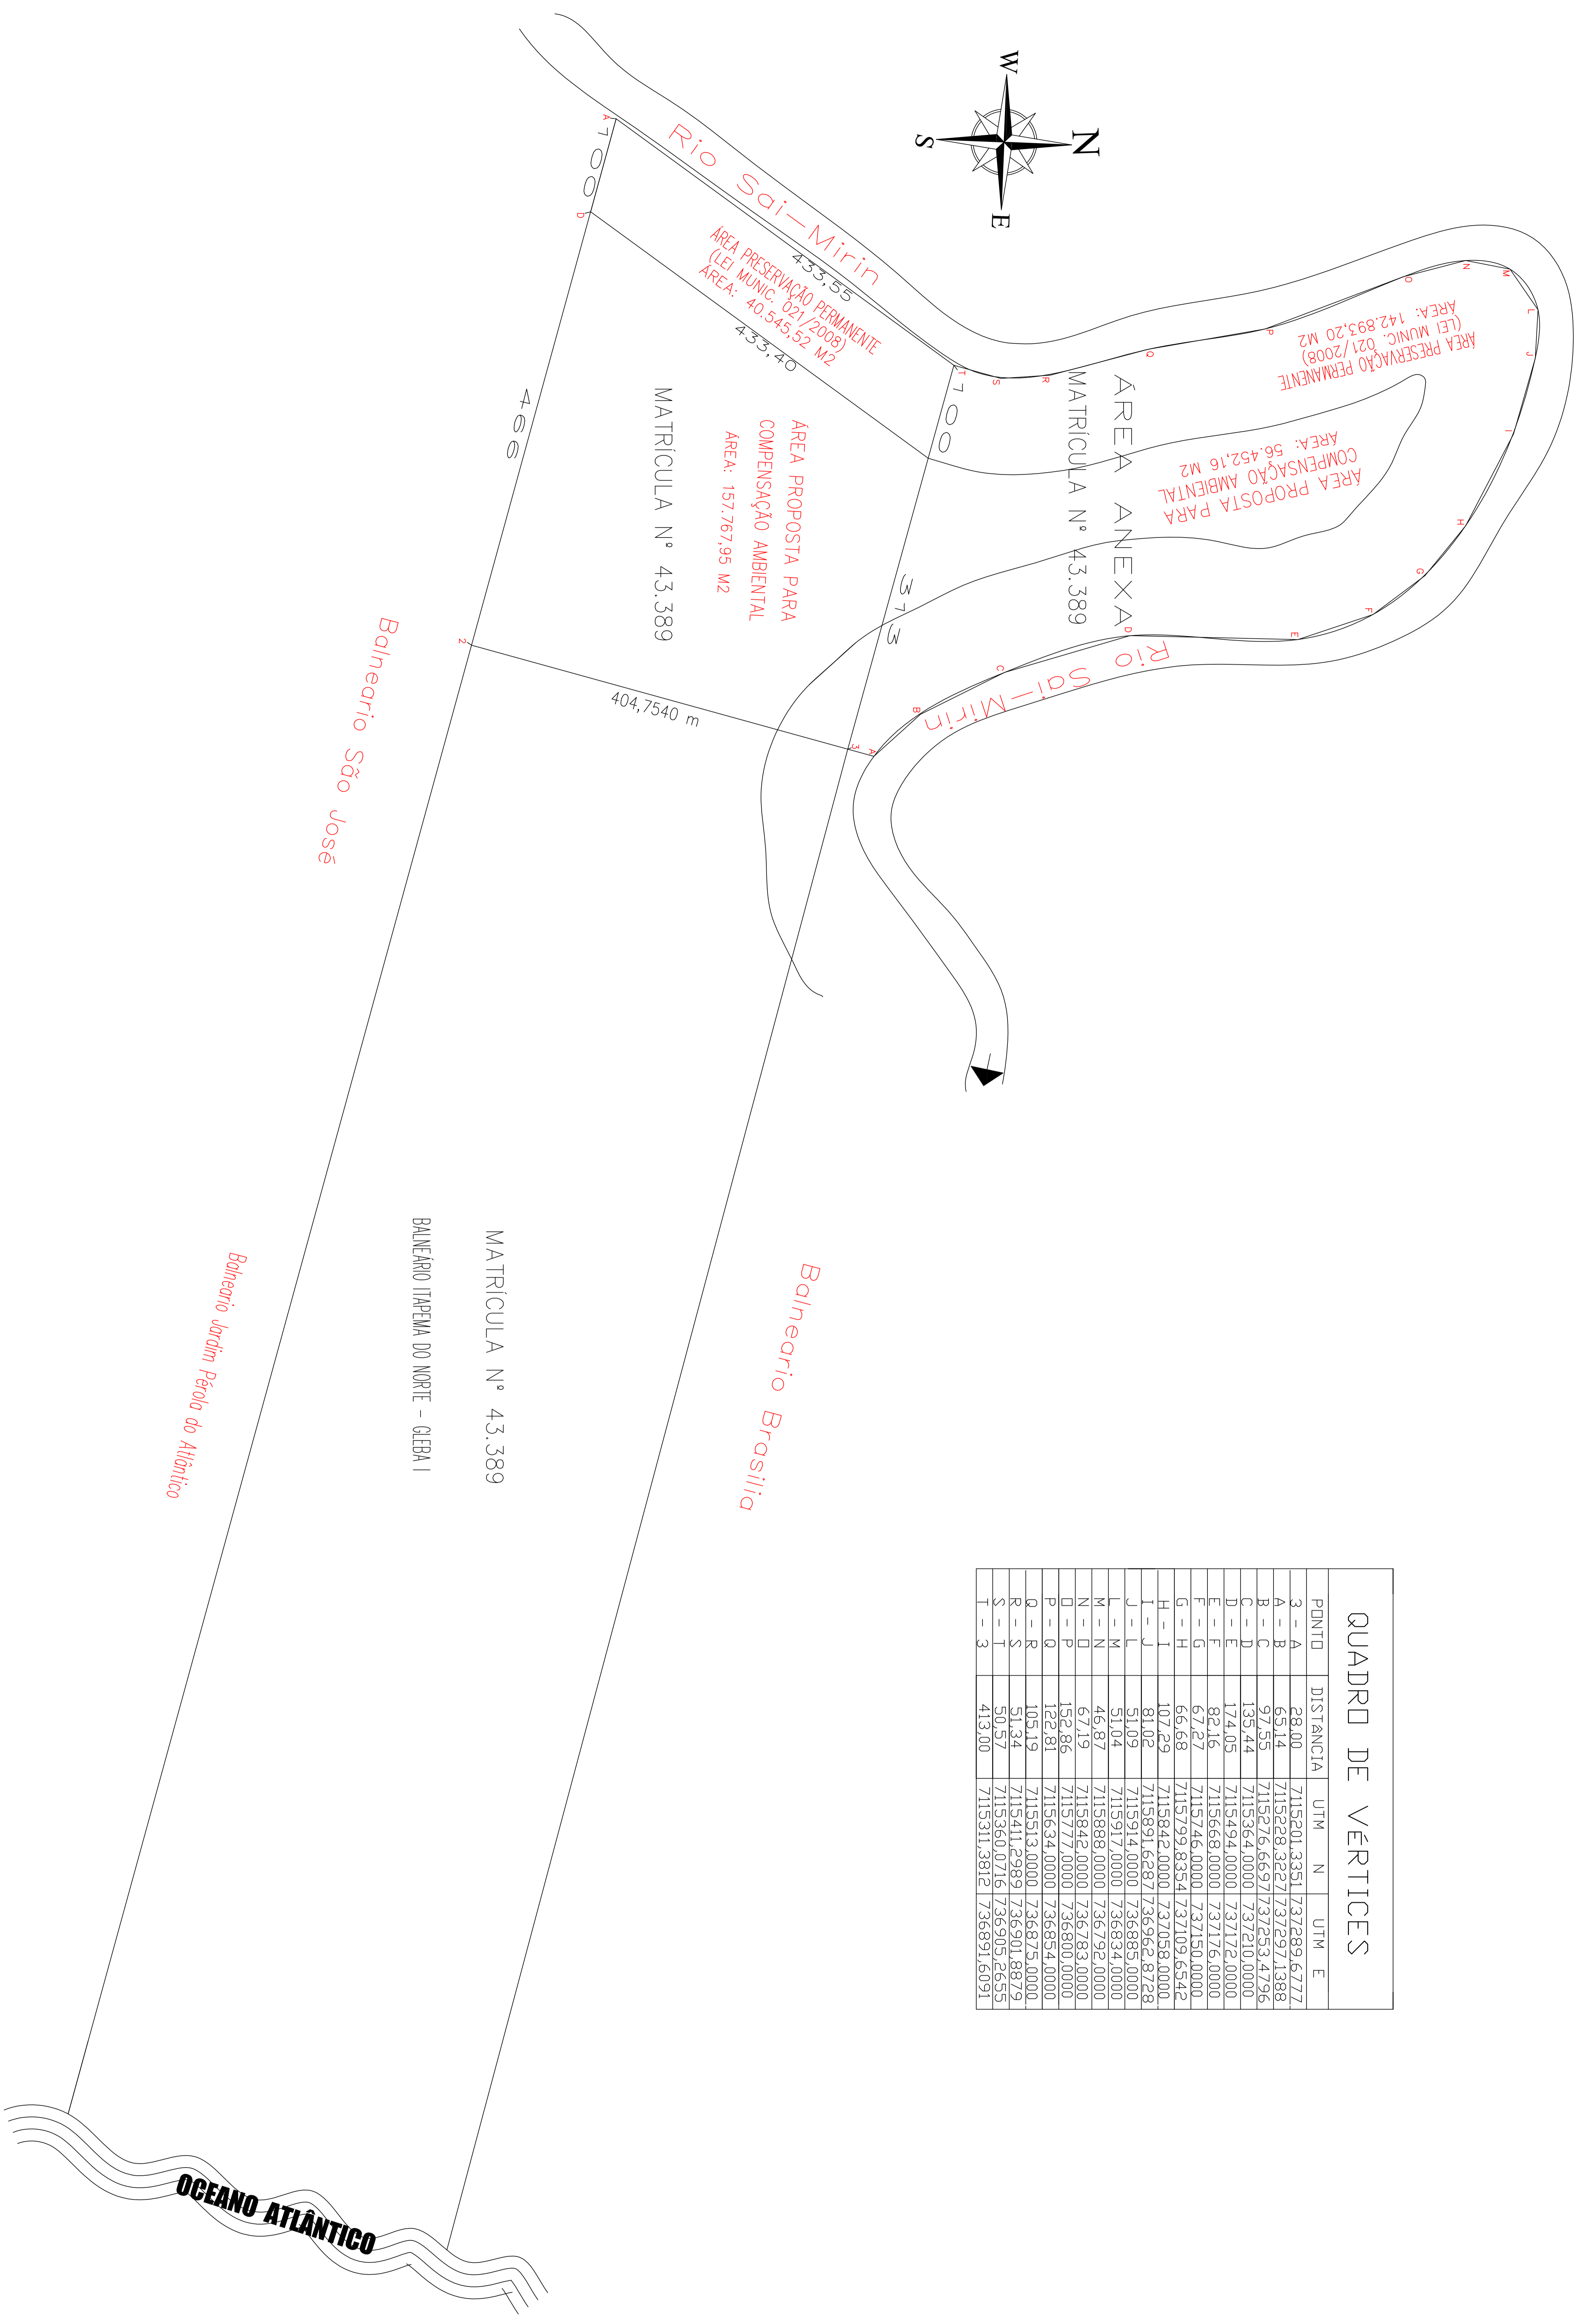 N
W
E
S
Rio Sai-Mirin
ÁREA PRESERVAÇÃO PERMANENTE
(LEI MUNIC. 021/2008)
ÁREA: 40.545,52 M2
433,55
433,40
100
100
466
373
404,7540 m
A
D
2
3
A
B
C
D
E
F
G
H
I
J
L
M
N
O
P
Q
R
S
T
ÁREA PRESERVAÇÃO PERMANENTE
(LEI MUNIC. 021/2008)
ÁREA: 142.893,20 M2
ÁREA PROPOSTA PARA
COMPENSAÇÃO AMBIENTAL
ÁREA: 56.452,16 M2
ÁREA ANEXA
MATRÍCULA Nº 43.389
Rio Sai-Mirin
ÁREA PROPOSTA PARA
COMPENSAÇÃO AMBIENTAL
ÁREA: 157.767,95 M2
MATRÍCULA Nº 43.389
Balneario São José
Balneario Brasilia
MATRÍCULA Nº 43.389
BALNEÁRIO ITAPEMA DO NORTE - GLEBA I
Balneario Jardim Pérola do Atlântico
OCEANO ATLÂNTICO
QUADRO DE VÉRTICES
PONTO DISTANCIA UTM N UTM E
3 - A 28,00 7115201,3351 737289,6777
A - B 65,14 7115228,3227 737297,1388
B - C 97,55 7115276,6697 737253,4796
C - D 135,44 7115364,0000 737210,0000
D - E 174,05 7115494,0000 737172,0000
E - F 82,16 7115668,0000 737176,0000
F - G 67,27 7115746,0000 737150,0000
G - H 66,68 7115799,8354 737109,6542
H - I 107,29 7115842,0000 737058,0000
I - J 81,02 7115891,6287 736962,8728
J - L 51,09 7115914,0000 736885,0000
L - M 51,04 7115917,0000 736834,0000
M - N 46,87 7115888,0000 736792,0000
N - O 67,19 7115842,0000 736783,0000
O - P 152,86 7115777,0000 736800,0000
P - Q 122,81 7115634,0000 736854,0000
Q - R 105,19 7115513,0000 736875,0000
R - S 51,34 7115411,2989 736901,8879
S - T 50,57 7115360,0716 736905,2655
T - 3 413,00 7115311,3812 736891,6091